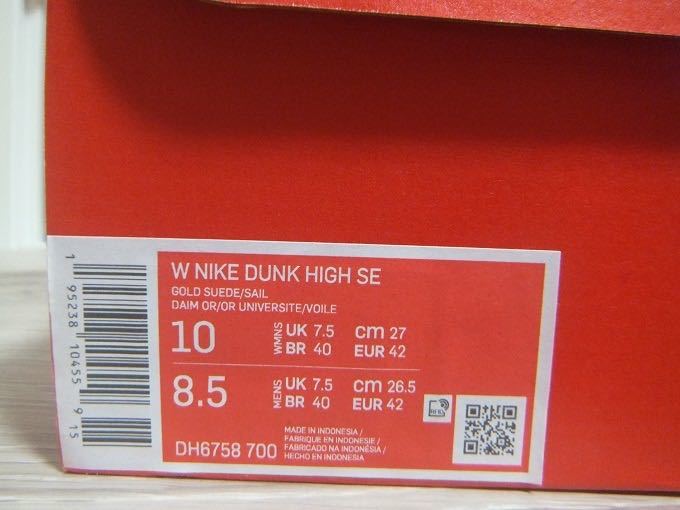 W NIKE DUNK HIGH SE
GOLD SUEDE/SAIL
DAIM OR/OR UNIVERSITE/VOILE
10 WMNS UK 7.5 cm 27
BR 40 EUR 42
8.5 MENS UK 7.5 cm 26.5
BR 40 EUR 42
RFID
MADE IN INDONESIA /
FABRIQUE EN INDONESIE /
FABRICADO NA INDONÉSIA /
HECHO EN INDONESIA
DH6758 700
1 95238 10455 9 15